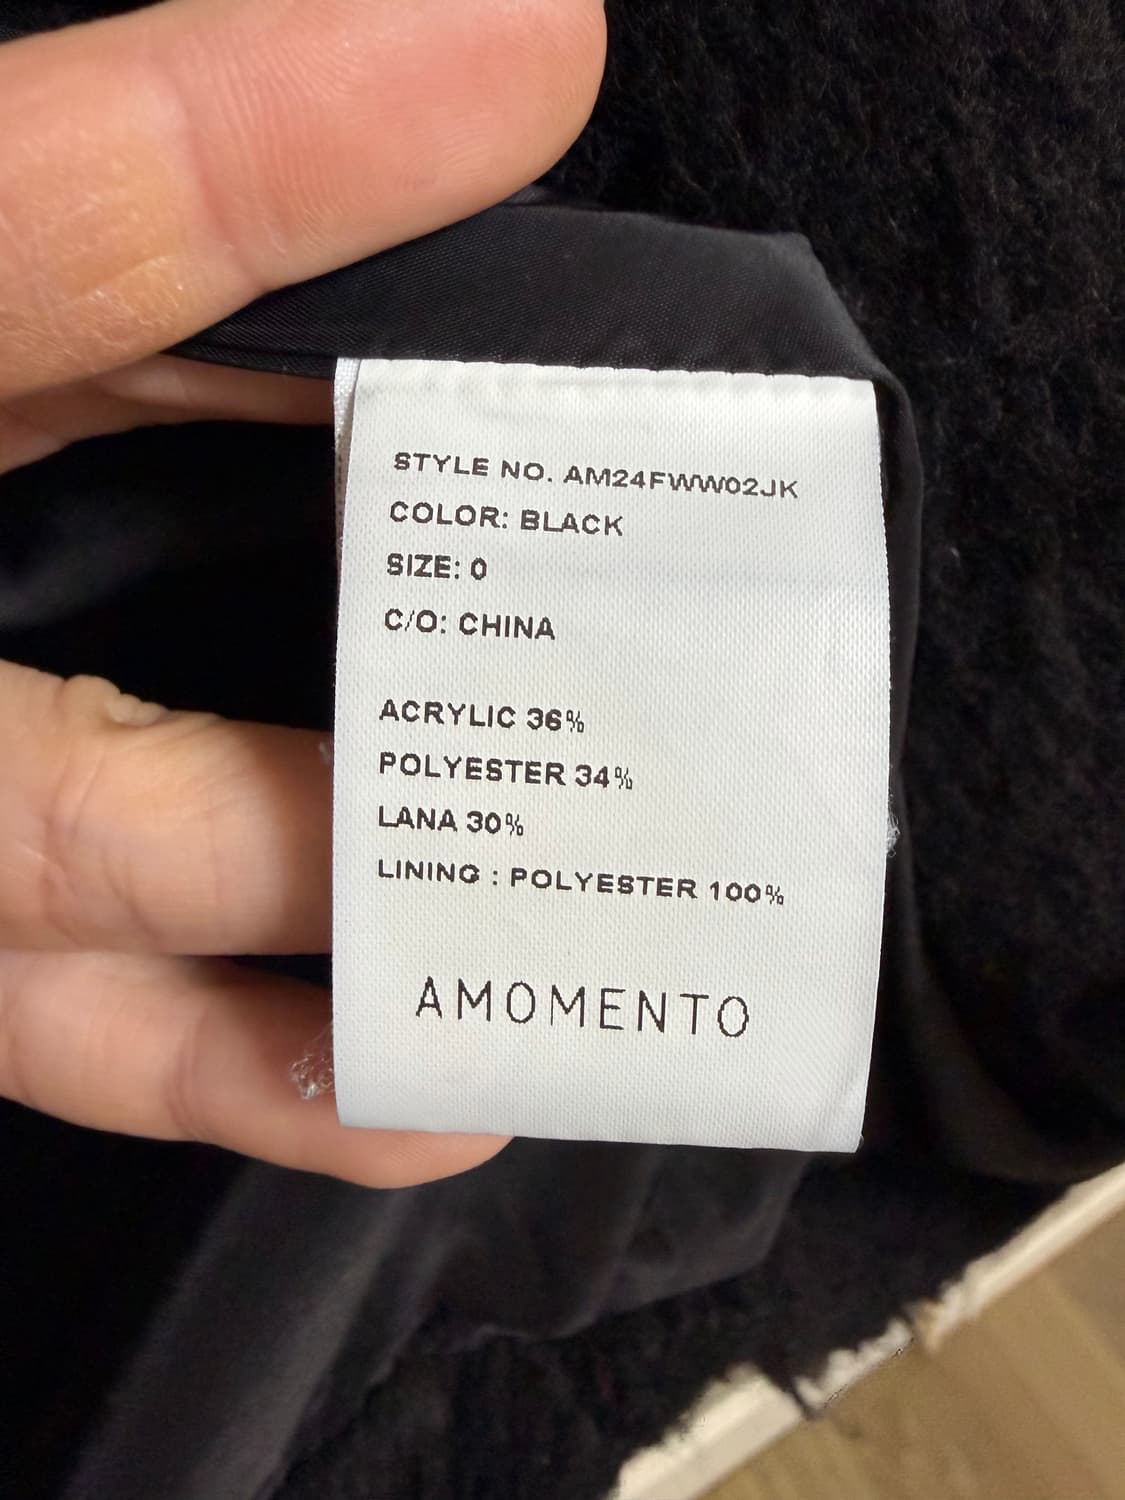 STYLE NO. AM24FWW02JK
COLOR: BLACK
SIZE: 0
C/O: CHINA
ACRYLIC 36%
POLYESTER 34%
LANA 30%
LINING : POLYESTER 100%
AMOMENTO